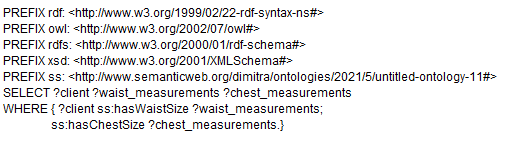 PREFIX rdf: <http://www.w3.org/1999/02/22-rdf-syntax-ns#>
PREFIX owl: <http://www.w3.org/2002/07/owl#>
PREFIX rdfs: <http://www.w3.org/2000/01/rdf-schema#>
PREFIX xsd: <http://www.w3.org/2001/XMLSchema#>
PREFIX ss: <http://www.semanticweb.org/dimitra/ontologies/2021/5/untitled-ontology-11#>
SELECT ?client ?waist_measurements ?chest_measurements
WHERE { ?client ss:hasWaistSize ?waist_measurements;
ss:hasChestSize ?chest_measurements.}